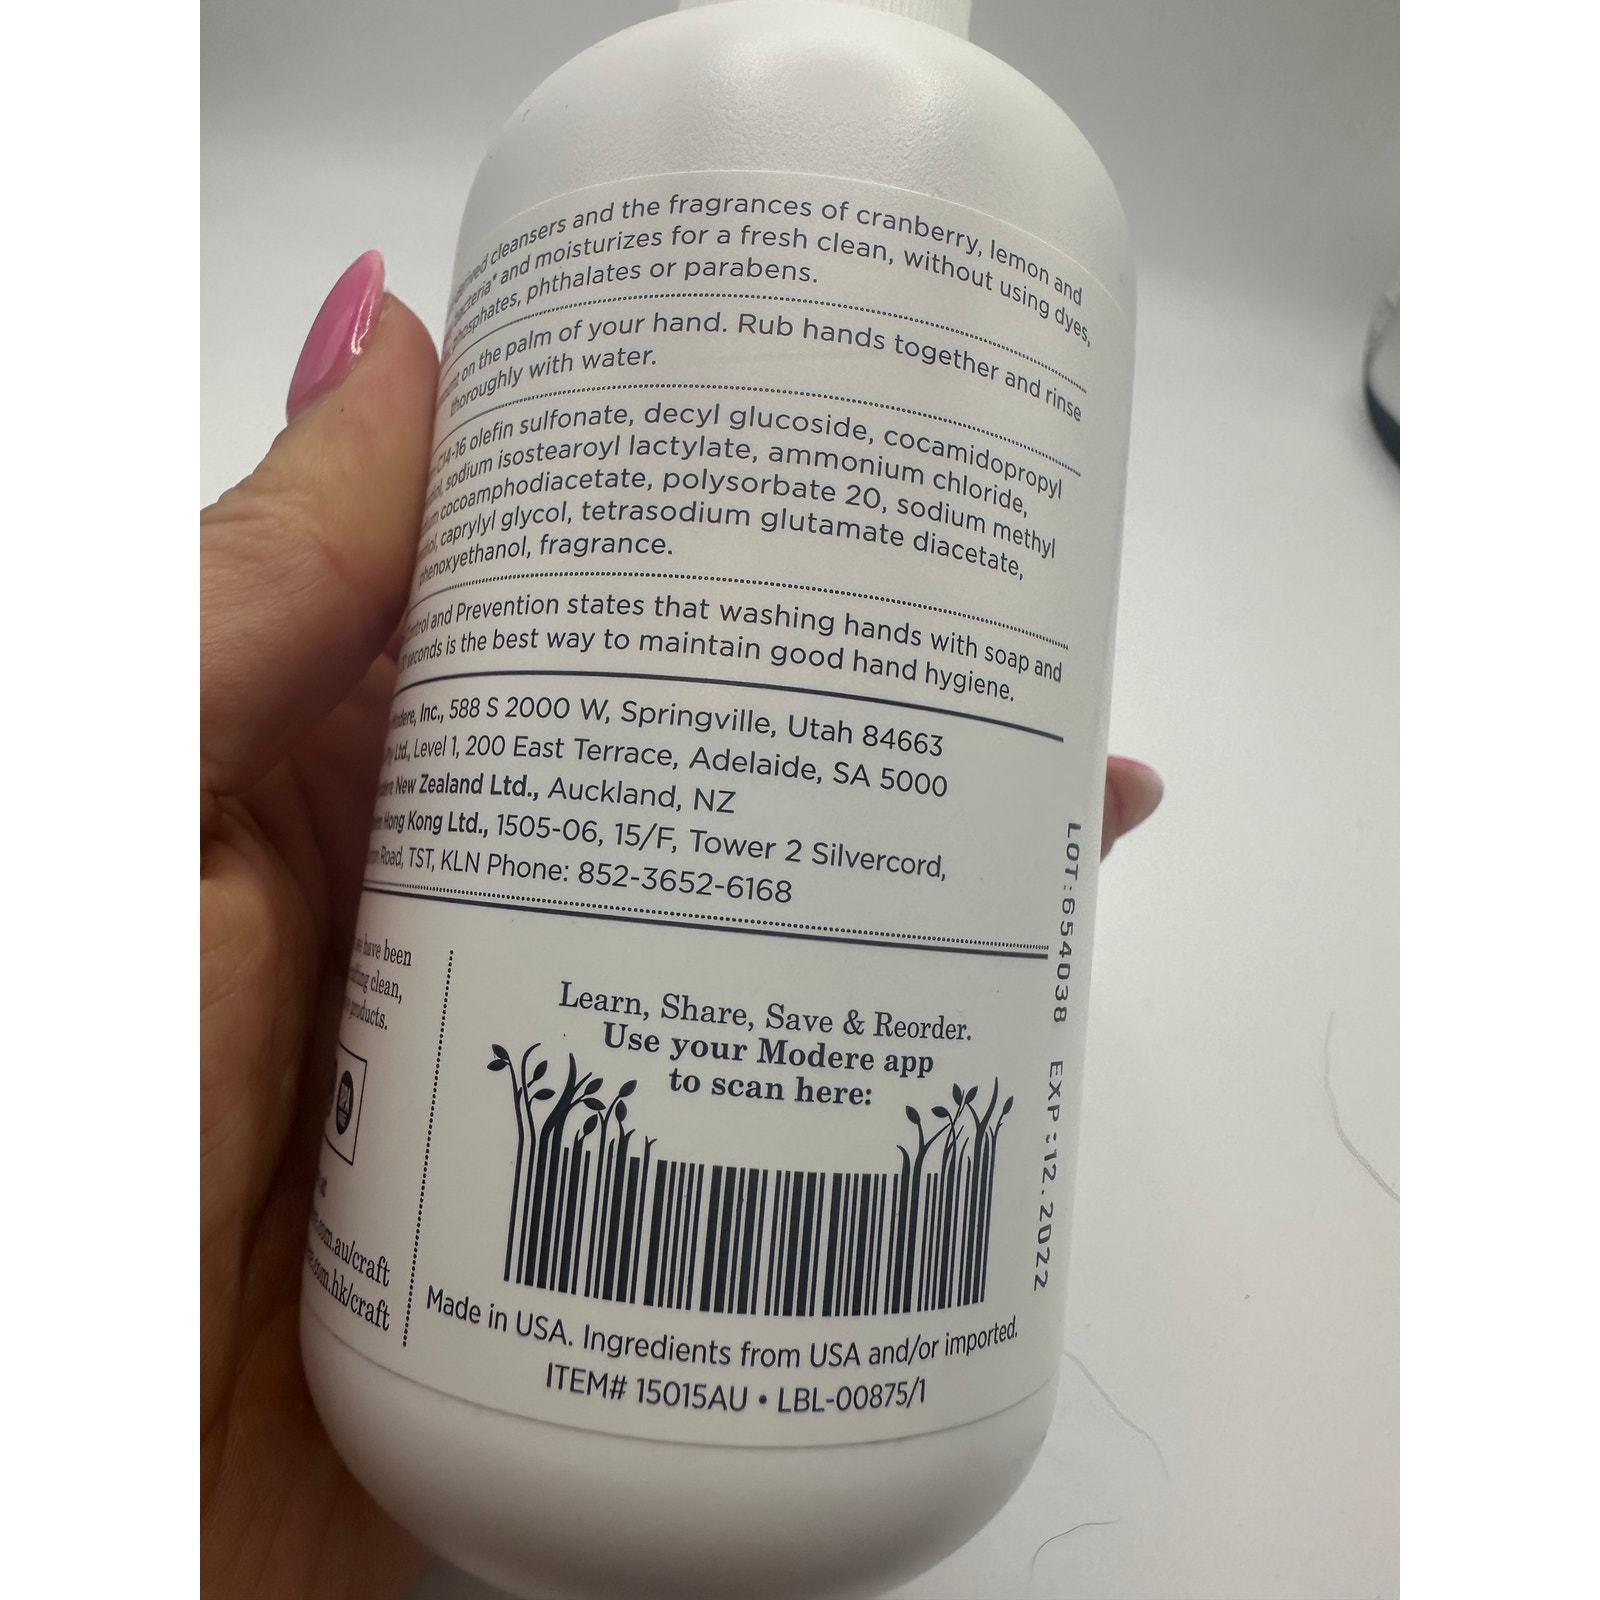 cleansers and the fragrances of cranberry, lemon and
bacteria* and moisturizes for a fresh clean, without using dyes,
phosphates, phthalates or parabens.
on the palm of your hand. Rub hands together and rinse
thoroughly with water.
C14-16 olefin sulfonate, decyl glucoside, cocamidopropyl
sodium isostearoyl lactylate, ammonium chloride,
cocoamphodiacetate, polysorbate 20, sodium methyl
caprylyl glycol, tetrasodium glutamate diacetate,
phenoxyethanol, fragrance.
Control and Prevention states that washing hands with soap and
seconds is the best way to maintain good hand hygiene.
Modere, Inc., 588 S 2000 W, Springville, Utah 84663
Pty Ltd., Level 1, 200 East Terrace, Adelaide, SA 5000
New Zealand Ltd., Auckland, NZ
Hong Kong Ltd., 1505-06, 15/F, Tower 2 Silvercord,
Road, TST, KLN Phone: 852-3652-6168
we have been
clean,
products.
.com.au/craft
.com.hk/craft
Learn, Share, Save & Reorder.
Use your Modere app
to scan here:
Made in USA. Ingredients from USA and/or imported.
ITEM# 15015AU • LBL-00875/1
LOT:654038 EXP:12.2022